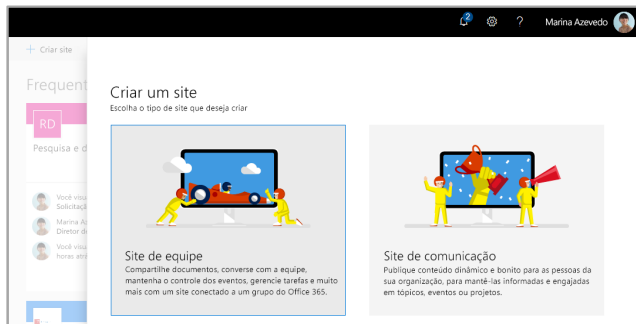 2
?
Marina Azevedo
+ Criar site
Frequent
RD
Pesquisa e d
Você visu
Solicitaçã
Marina Az
Diretor de
Você visu
horas atrá
Criar um site
Escolha o tipo de site que deseja criar
Site de equipe
Compartilhe documentos, converse com a equipe,
mantenha o controle dos eventos, gerencie tarefas e muito
mais com um site conectado a um grupo do Office 365.
Site de comunicação
Publique conteúdo dinâmico e bonito para as pessoas da
sua organização, para mantê-las informadas e engajadas
em tópicos, eventos ou projetos.